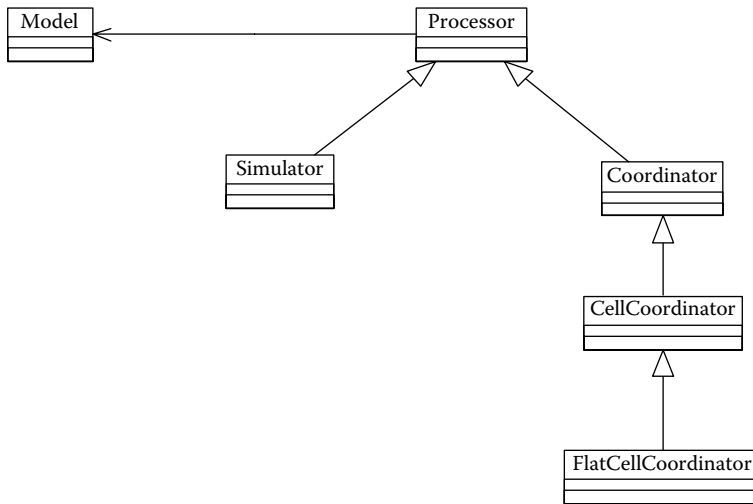 Model
Processor
Simulator
Coordinator
CellCoordinator
FlatCellCoordinator